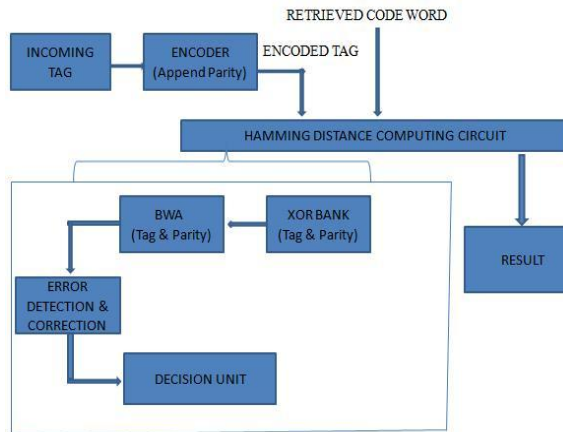 RETRIEVED CODE WORD
INCOMING
TAG
ENCODER
(Append Parity)
ENCODED TAG
HAMMING DISTANCE COMPUTING CIRCUIT
BWA
(Tag & Parity)
XOR BANK
(Tag & Parity)
RESULT
ERROR
DETECTION &
CORRECTION
DECISION UNIT